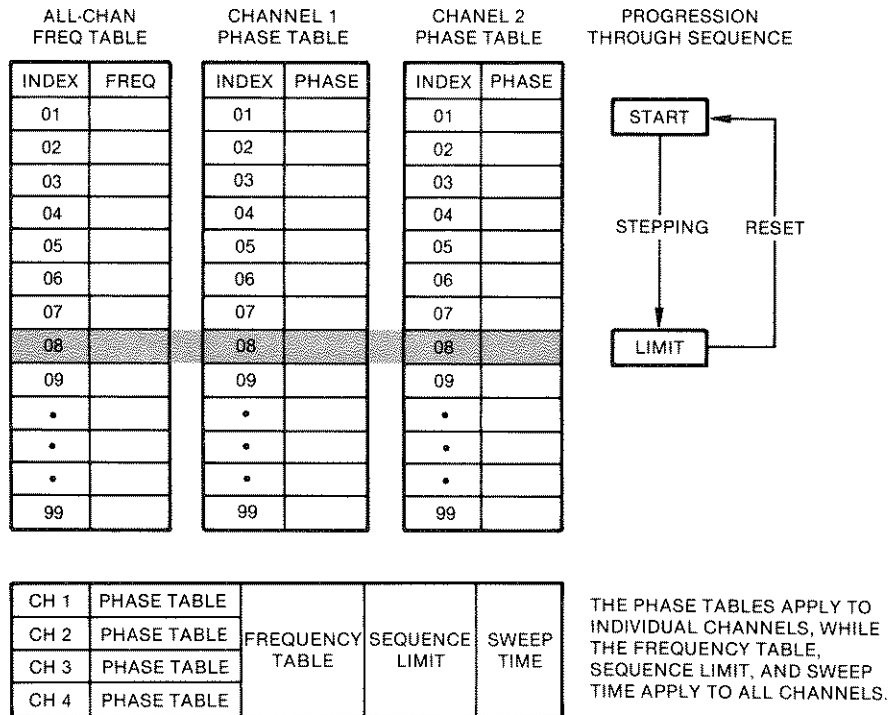 ALL-CHAN
FREQ TABLE
CHANNEL 1
PHASE TABLE
CHANEL 2
PHASE TABLE
PROGRESSION
THROUGH SEQUENCE
INDEX FREQ
01
02
03
04
05
06
07
08
09
•
•
•
99
INDEX PHASE
01
02
03
04
05
06
07
08
09
•
•
•
99
INDEX PHASE
01
02
03
04
05
06
07
08
09
•
•
•
99
START
STEPPING
RESET
LIMIT
CH 1 PHASE TABLE
CH 2 PHASE TABLE
CH 3 PHASE TABLE
CH 4 PHASE TABLE
FREQUENCY
TABLE
SEQUENCE
LIMIT
SWEEP
TIME
THE PHASE TABLES APPLY TO
INDIVIDUAL CHANNELS, WHILE
THE FREQUENCY TABLE,
SEQUENCE LIMIT, AND SWEEP
TIME APPLY TO ALL CHANNELS.